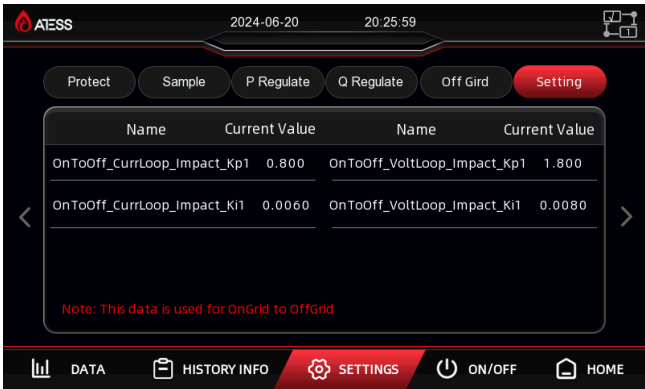 ATESS 2024-06-20 20:25:59
1
Protect Sample P Regulate Q Regulate Off Gird Setting
Name Current Value Name Current Value
OnToOff_CurrLoop_Impact_Kp1 0.800 OnToOff_VoltLoop_Impact_Kp1 1.800
OnToOff_CurrLoop_Impact_Ki1 0.0060 OnToOff_VoltLoop_Impact_Ki1 0.0080
Note: This data is used for OnGrid to OffGrid
DATA HISTORY INFO SETTINGS ON/OFF HOME